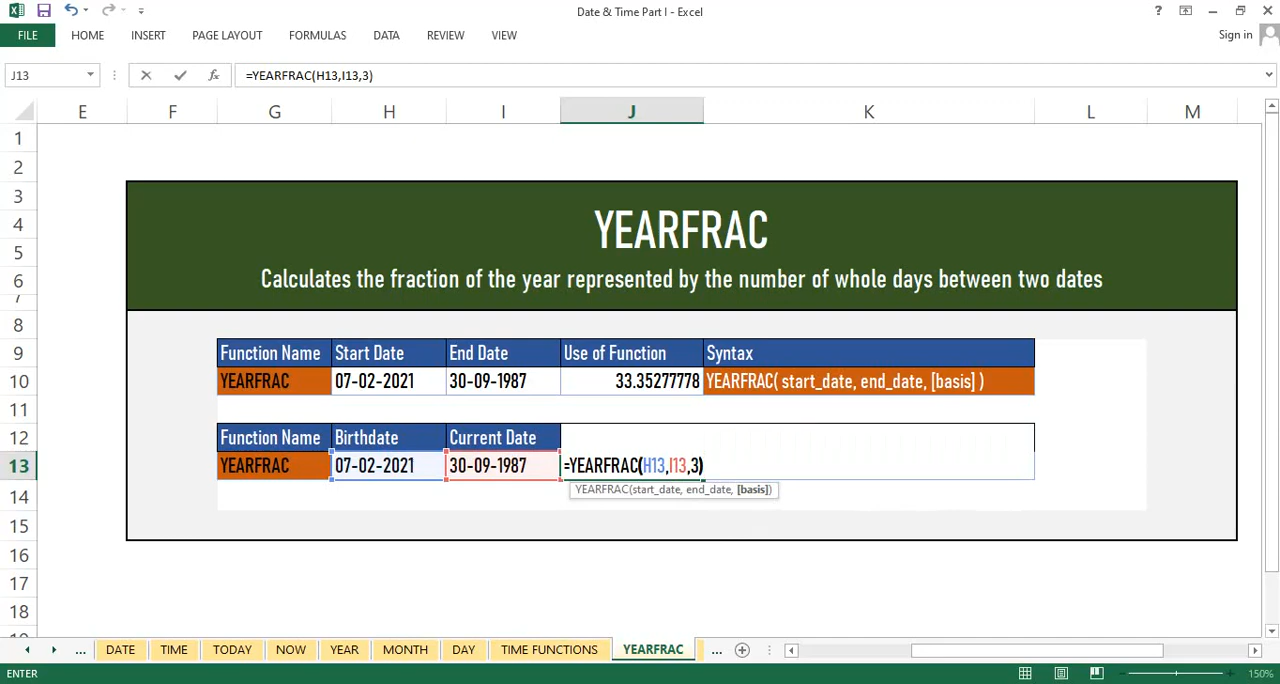 Date & Time Part I - Excel
FILE HOME INSERT PAGE LAYOUT FORMULAS DATA REVIEW VIEW Sign in
J13 fx =YEARFRAC(H13,I13,3)
E F G H I J K L M
1
2
3
4
5
6
7
8
9
10
11
12
13
14
15
16
17
18
19
YEARFRAC
Calculates the fraction of the year represented by the number of whole days between two dates
Function Name Start Date End Date Use of Function Syntax
YEARFRAC 07-02-2021 30-09-1987 33.35277778 YEARFRAC( start_date, end_date, [basis] )
Function Name Birthdate Current Date
YEARFRAC 07-02-2021 30-09-1987 =YEARFRAC(H13,I13,3)
YEARFRAC(start_date, end_date, [basis])
... DATE TIME TODAY NOW YEAR MONTH DAY TIME FUNCTIONS YEARFRAC ...
ENTER 150%